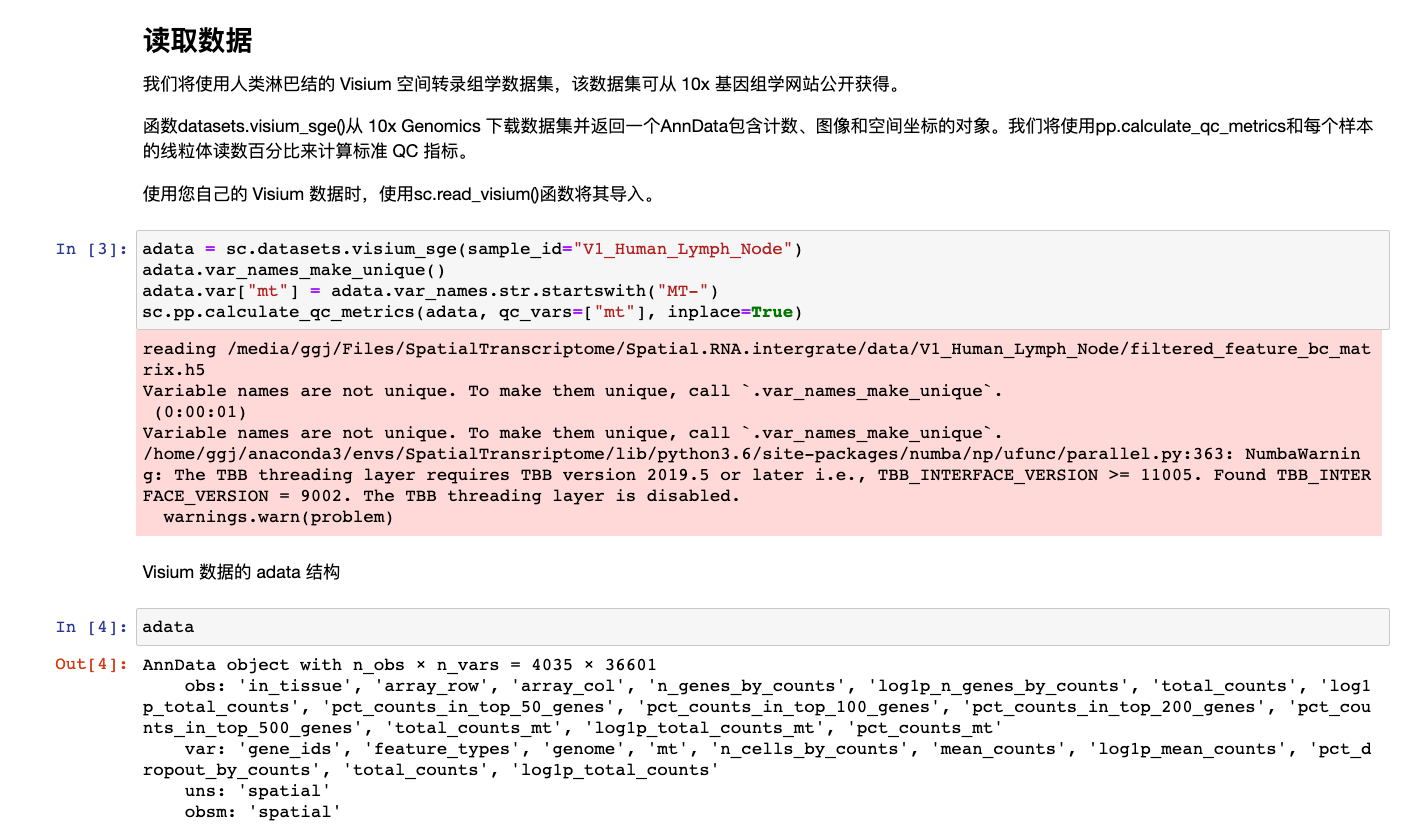 读取数据
我们将使用人类淋巴结的 Visium 空间转录组学数据集，该数据集可从 10x 基因组学网站公开获得。
函数datasets.visium_sge()从 10x Genomics 下载数据集并返回一个AnnData包含计数、图像和空间坐标的对象。我们将使用pp.calculate_qc_metrics和每个样本
的线粒体读数百分比来计算标准 QC 指标。
使用您自己的 Visium 数据时，使用sc.read_visium()函数将其导入。
In [3]: adata = sc.datasets.visium_sge(sample_id="V1_Human_Lymph_Node")
adata.var_names_make_unique()
adata.var["mt"] = adata.var_names.str.startswith("MT-")
sc.pp.calculate_qc_metrics(adata, qc_vars=["mt"], inplace=True)
reading /media/ggj/Files/SpatialTranscriptome/Spatial.RNA.intergrate/data/V1_Human_Lymph_Node/filtered_feature_bc_mat
rix.h5
Variable names are not unique. To make them unique, call `.var_names_make_unique`.
 (0:00:01)
Variable names are not unique. To make them unique, call `.var_names_make_unique`.
/home/ggj/anaconda3/envs/SpatialTransriptome/lib/python3.6/site-packages/numba/np/ufunc/parallel.py:363: NumbaWarnin
g: The TBB threading layer requires TBB version 2019.5 or later i.e., TBB_INTERFACE_VERSION >= 11005. Found TBB_INTER
FACE_VERSION = 9002. The TBB threading layer is disabled.
  warnings.warn(problem)
Visium 数据的 adata 结构
In [4]: adata
Out[4]: AnnData object with n_obs × n_vars = 4035 × 36601
    obs: 'in_tissue', 'array_row', 'array_col', 'n_genes_by_counts', 'log1p_n_genes_by_counts', 'total_counts', 'log1
p_total_counts', 'pct_counts_in_top_50_genes', 'pct_counts_in_top_100_genes', 'pct_counts_in_top_200_genes', 'pct_cou
nts_in_top_500_genes', 'total_counts_mt', 'log1p_total_counts_mt', 'pct_counts_mt'
    var: 'gene_ids', 'feature_types', 'genome', 'mt', 'n_cells_by_counts', 'mean_counts', 'log1p_mean_counts', 'pct_d
ropout_by_counts', 'total_counts', 'log1p_total_counts'
    uns: 'spatial'
    obsm: 'spatial'